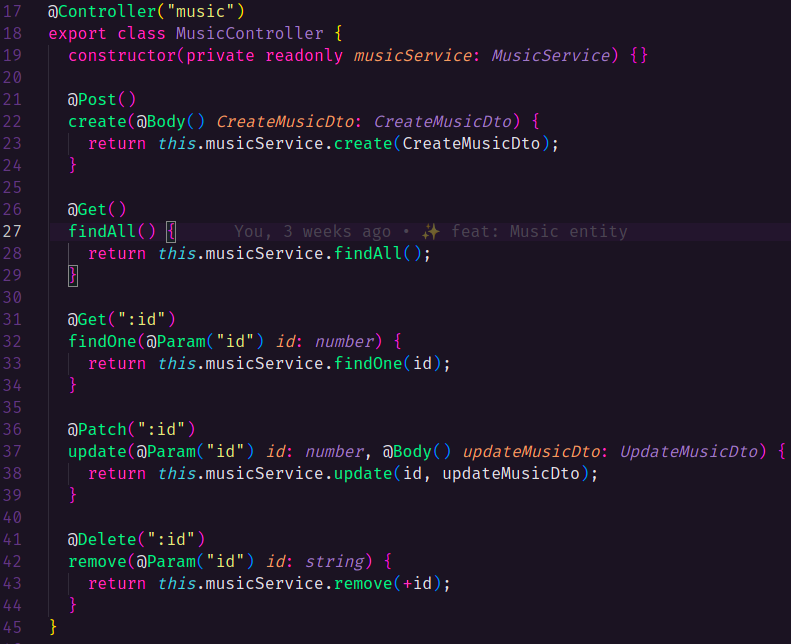 17 @Controller("music")
18 export class MusicController {
19   constructor(private readonly musicService: MusicService) {}
20
21   @Post()
22   create(@Body() CreateMusicDto: CreateMusicDto) {
23     return this.musicService.create(CreateMusicDto);
24   }
25
26   @Get()
27   findAll() {      You, 3 weeks ago • ✨ feat: Music entity
28     return this.musicService.findAll();
29   }
30
31   @Get(":id")
32   findOne(@Param("id") id: number) {
33     return this.musicService.findOne(id);
34   }
35
36   @Patch(":id")
37   update(@Param("id") id: number, @Body() updateMusicDto: UpdateMusicDto) {
38     return this.musicService.update(id, updateMusicDto);
39   }
40
41   @Delete(":id")
42   remove(@Param("id") id: string) {
43     return this.musicService.remove(+id);
44   }
45 }